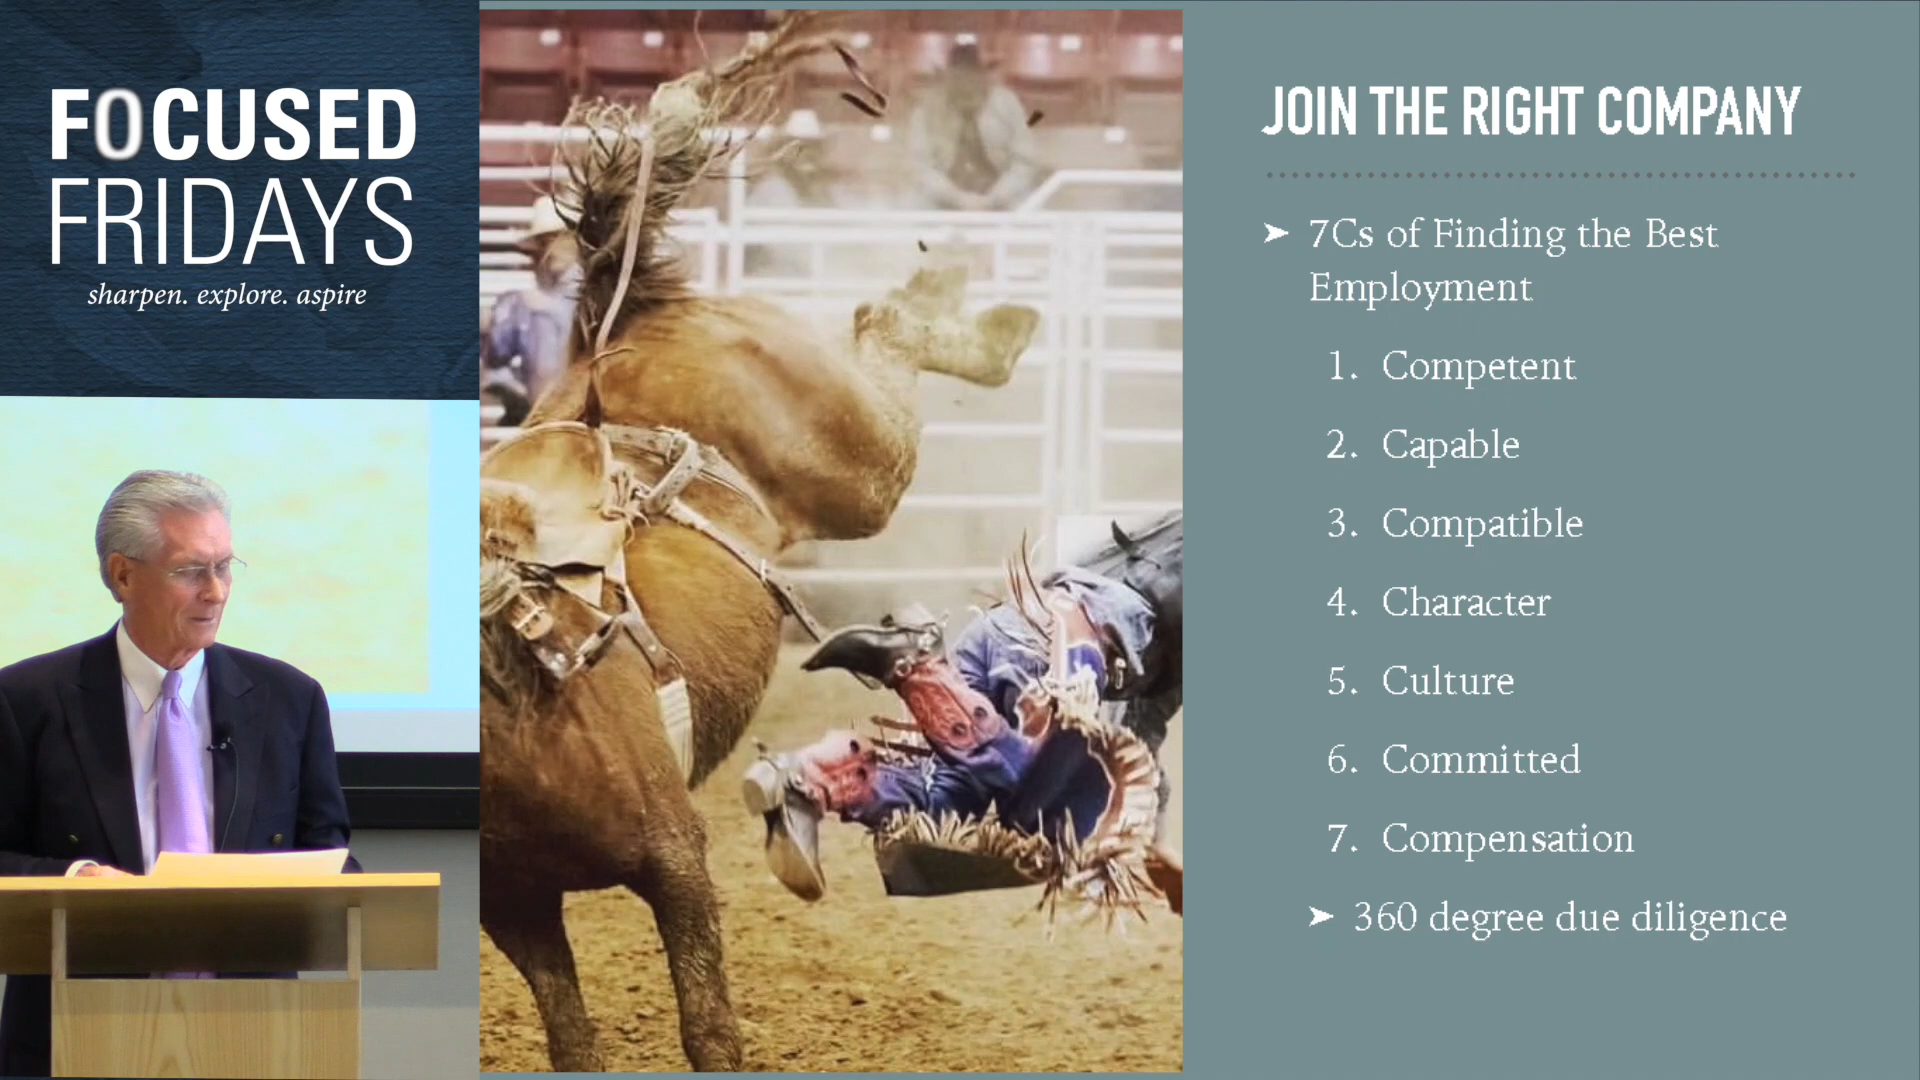 FOCUSED
FRIDAYS
sharpen. explore. aspire
JOIN THE RIGHT COMPANY
➤ 7Cs of Finding the Best
Employment
1. Competent
2. Capable
3. Compatible
4. Character
5. Culture
6. Committed
7. Compensation
➤ 360 degree due diligence